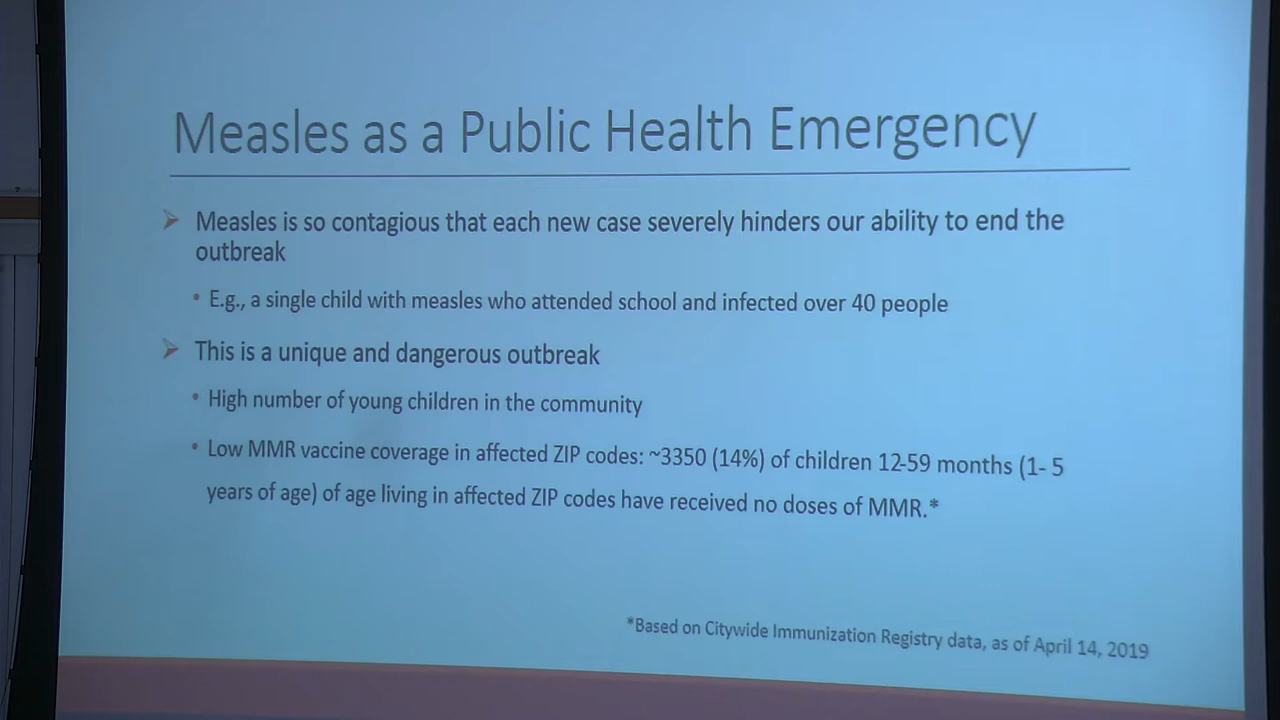 Measles as a Public Health Emergency
Measles is so contagious that each new case severely hinders our ability to end the
outbreak
E.g., a single child with measles who attended school and infected over 40 people
This is a unique and dangerous outbreak
High number of young children in the community
Low MMR vaccine coverage in affected ZIP codes: ~3350 (14%) of children 12-59 months (1- 5
years of age) of age living in affected ZIP codes have received no doses of MMR.*
*Based on Citywide Immunization Registry data, as of April 14, 2019